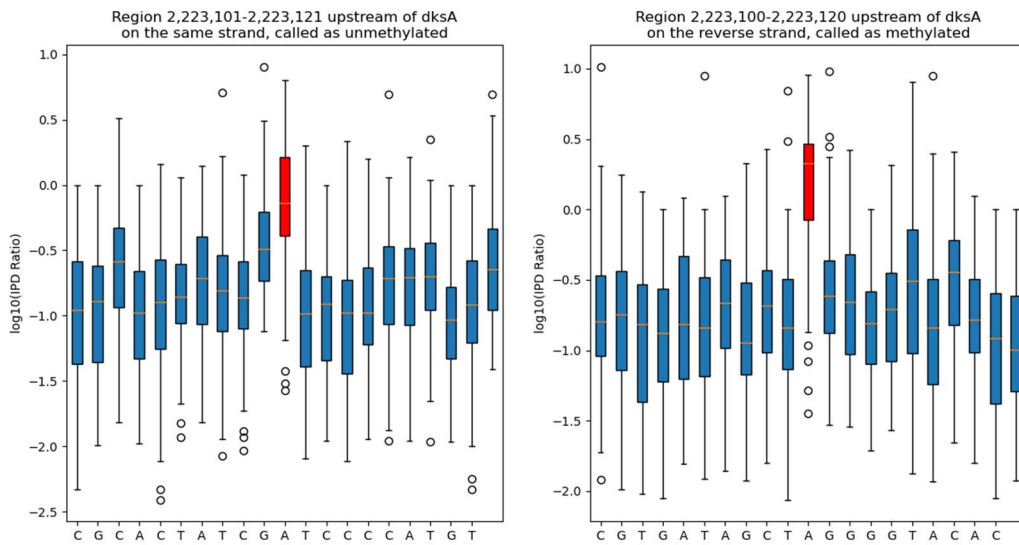 Region 2,223,101-2,223,121 upstream of dksA
on the same strand, called as unmethylated
log10(IPD Ratio)
1.0
0.5
0.0
−0.5
−1.0
−1.5
−2.0
−2.5
C G C A C T A T C G A T C C C C A T G T
Region 2,223,100-2,223,120 upstream of dksA
on the reverse strand, called as methylated
log10(IPD Ratio)
1.0
0.5
0.0
−0.5
−1.0
−1.5
−2.0
C G T G A T A G C T A G G G G T A C A C